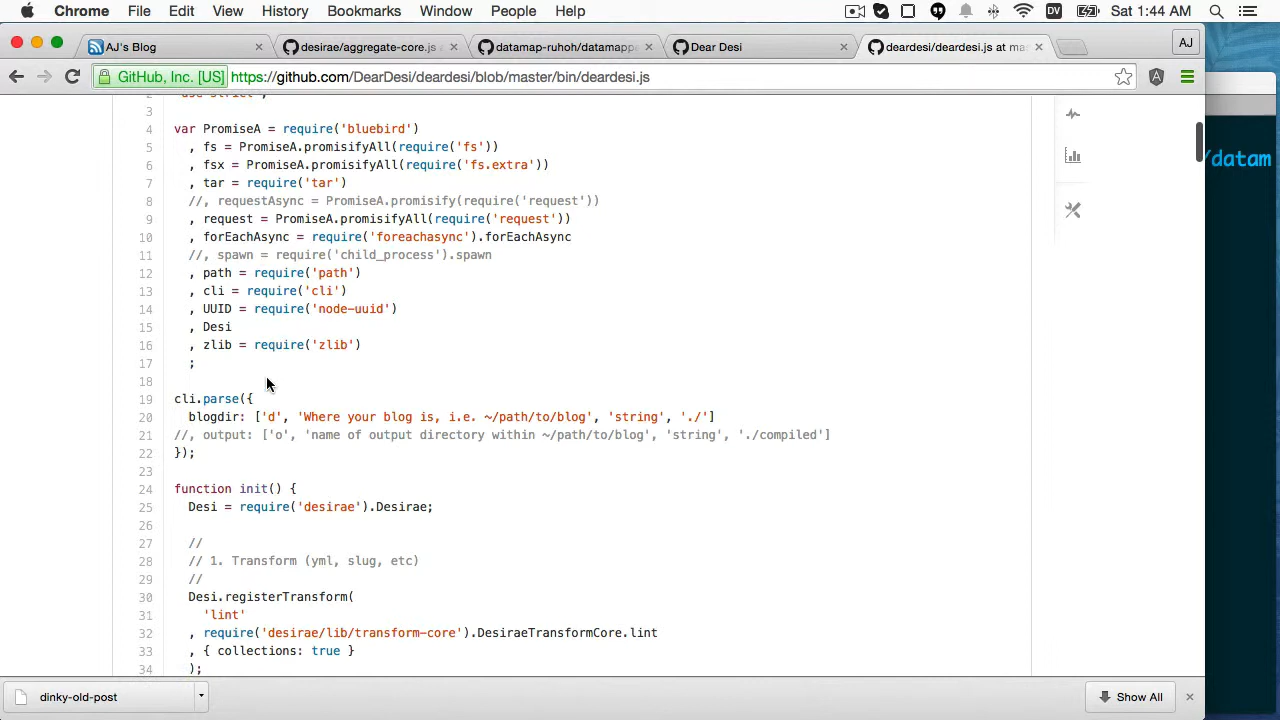 Chrome File Edit View History Bookmarks Window People Help DV Sat 1:44 AM
AJ's Blog × desirae/aggregate-core.js a × datamap-ruhoh/datamappe × Dear Desi × deardesi/deardesi.js at mas × AJ
GitHub, Inc. [US] https://github.com/DearDesi/deardesi/blob/master/bin/deardesi.js
3
4 var PromiseA = require('bluebird')
5 , fs = PromiseA.promisifyAll(require('fs'))
6 , fsx = PromiseA.promisifyAll(require('fs.extra'))
7 , tar = require('tar')
8 //, requestAsync = PromiseA.promisify(require('request'))
9 , request = PromiseA.promisifyAll(require('request'))
10 , forEachAsync = require('foreachasync').forEachAsync
11 //, spawn = require('child_process').spawn
12 , path = require('path')
13 , cli = require('cli')
14 , UUID = require('node-uuid')
15 , Desi
16 , zlib = require('zlib')
17 ;
18
19 cli.parse({
20 blogdir: ['d', 'Where your blog is, i.e. ~/path/to/blog', 'string', './']
21 //, output: ['o', 'name of output directory within ~/path/to/blog', 'string', './compiled']
22 });
23
24 function init() {
25 Desi = require('desirae').Desirae;
26
27 //
28 // 1. Transform (yml, slug, etc)
29 //
30 Desi.registerTransform(
31 'lint'
32 , require('desirae/lib/transform-core').DesiraeTransformCore.lint
33 , { collections: true }
34 );
/datam
dinky-old-post Show All ×